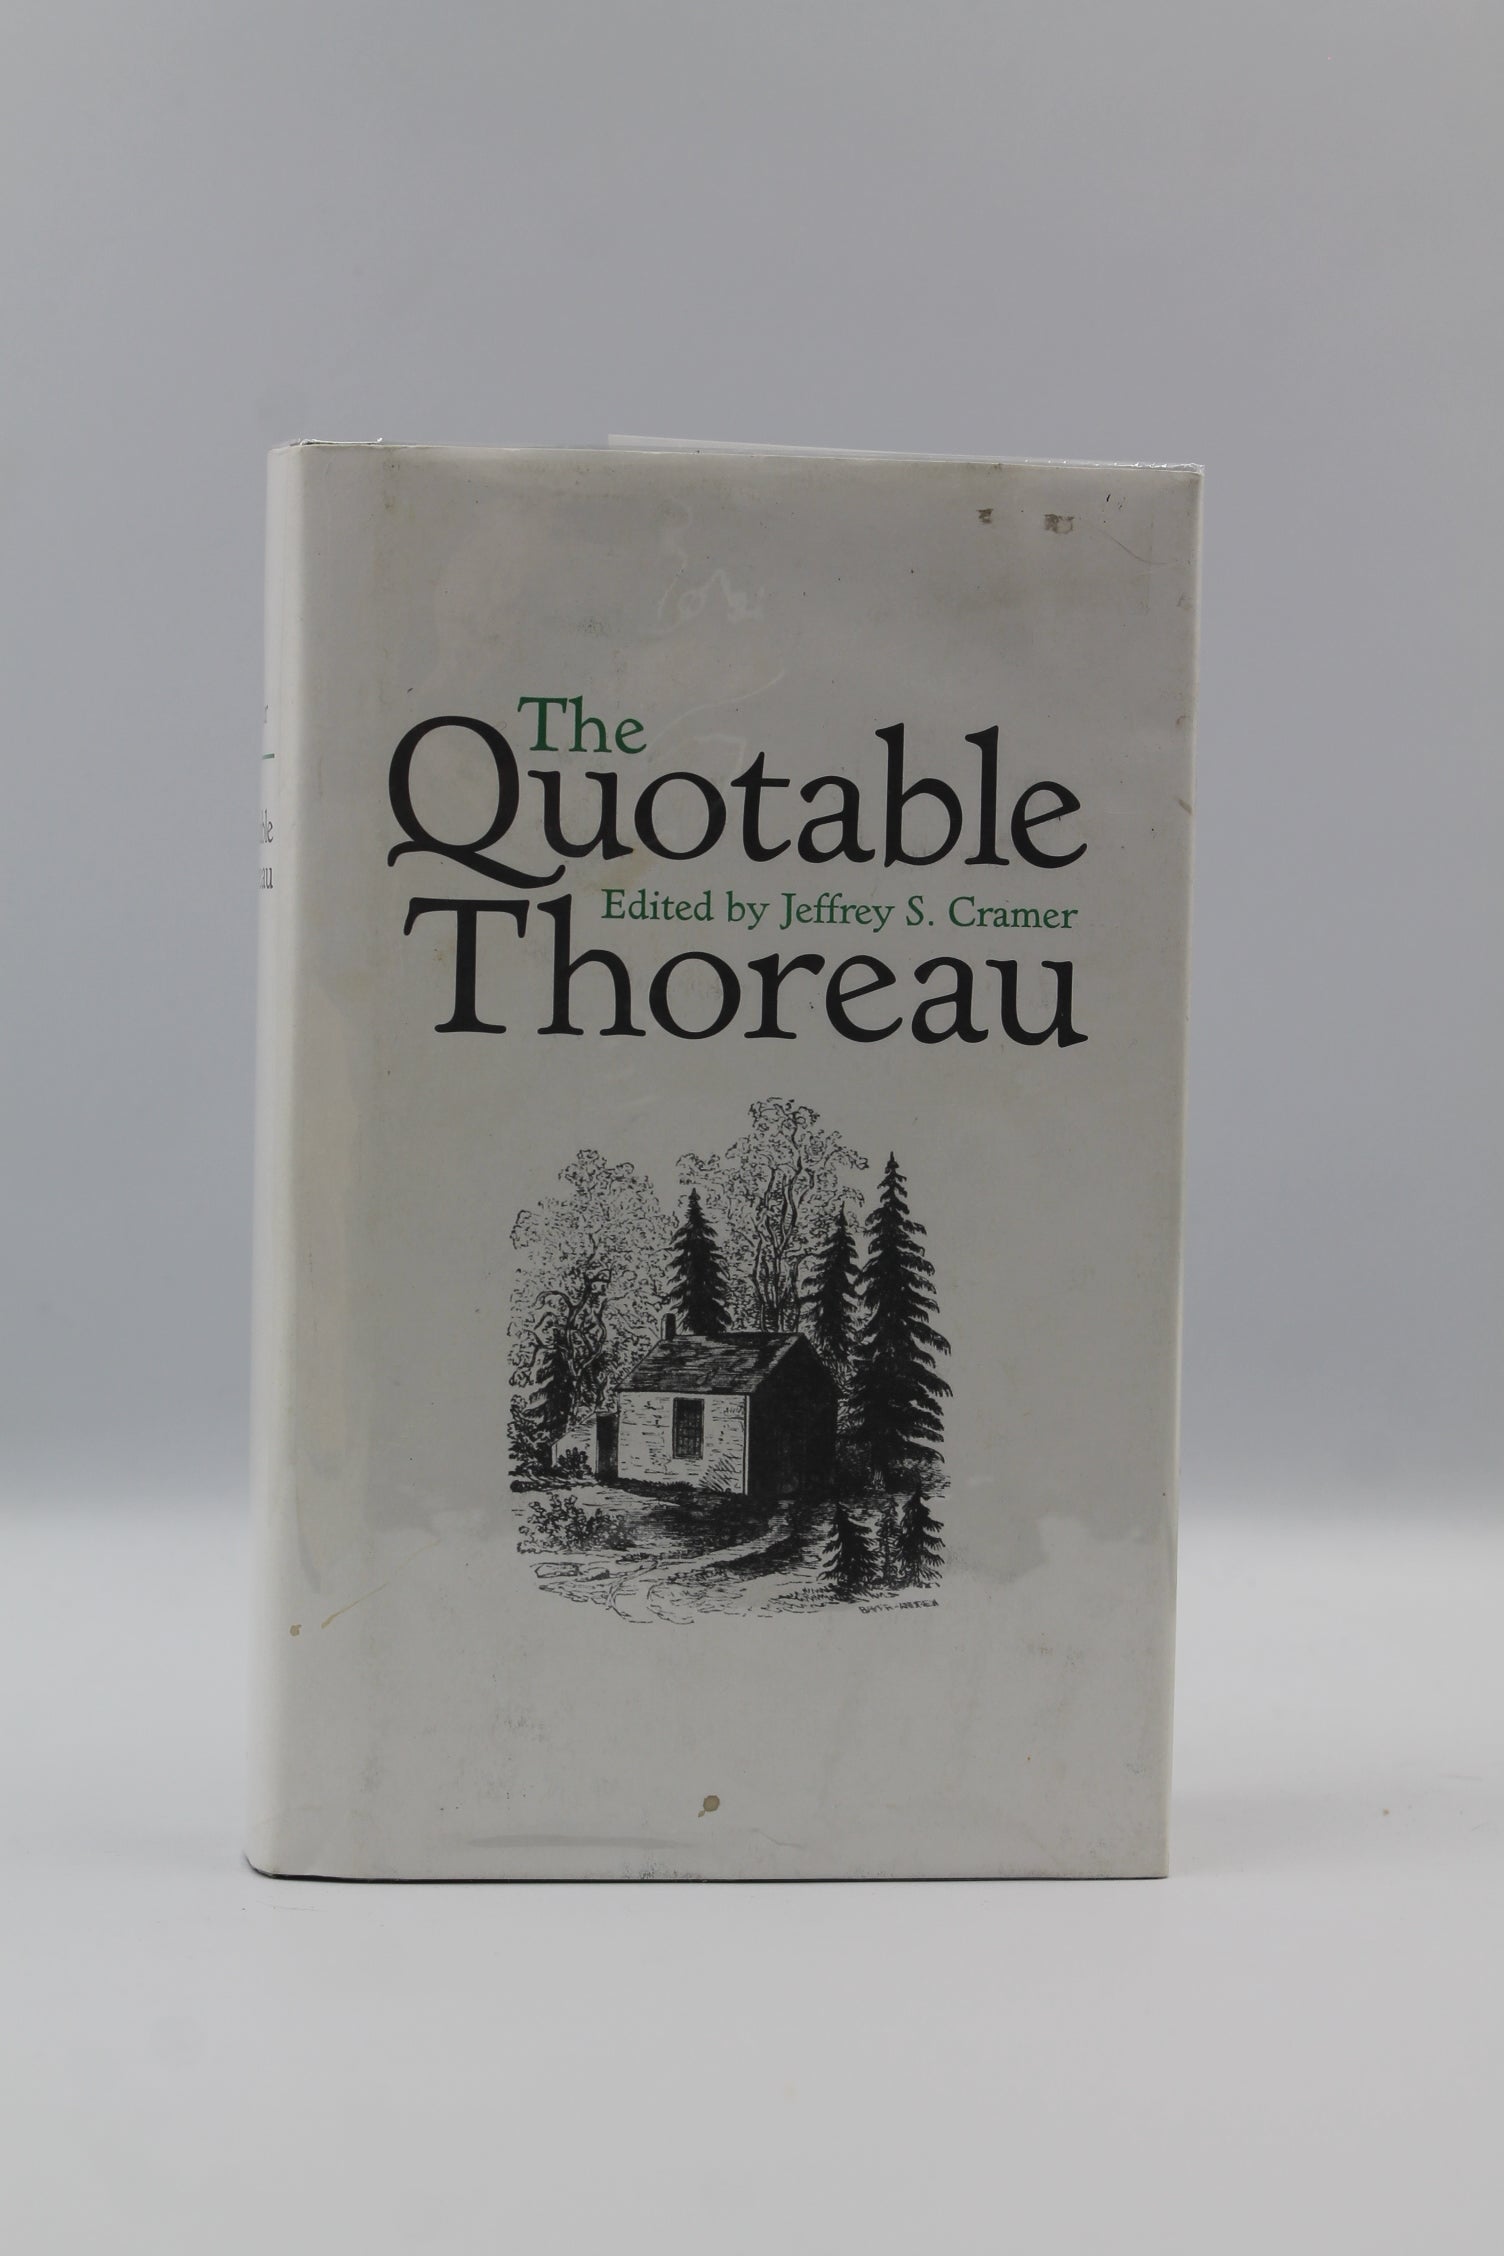 The
Quotable
Edited by Jeffrey S. Cramer
Thoreau